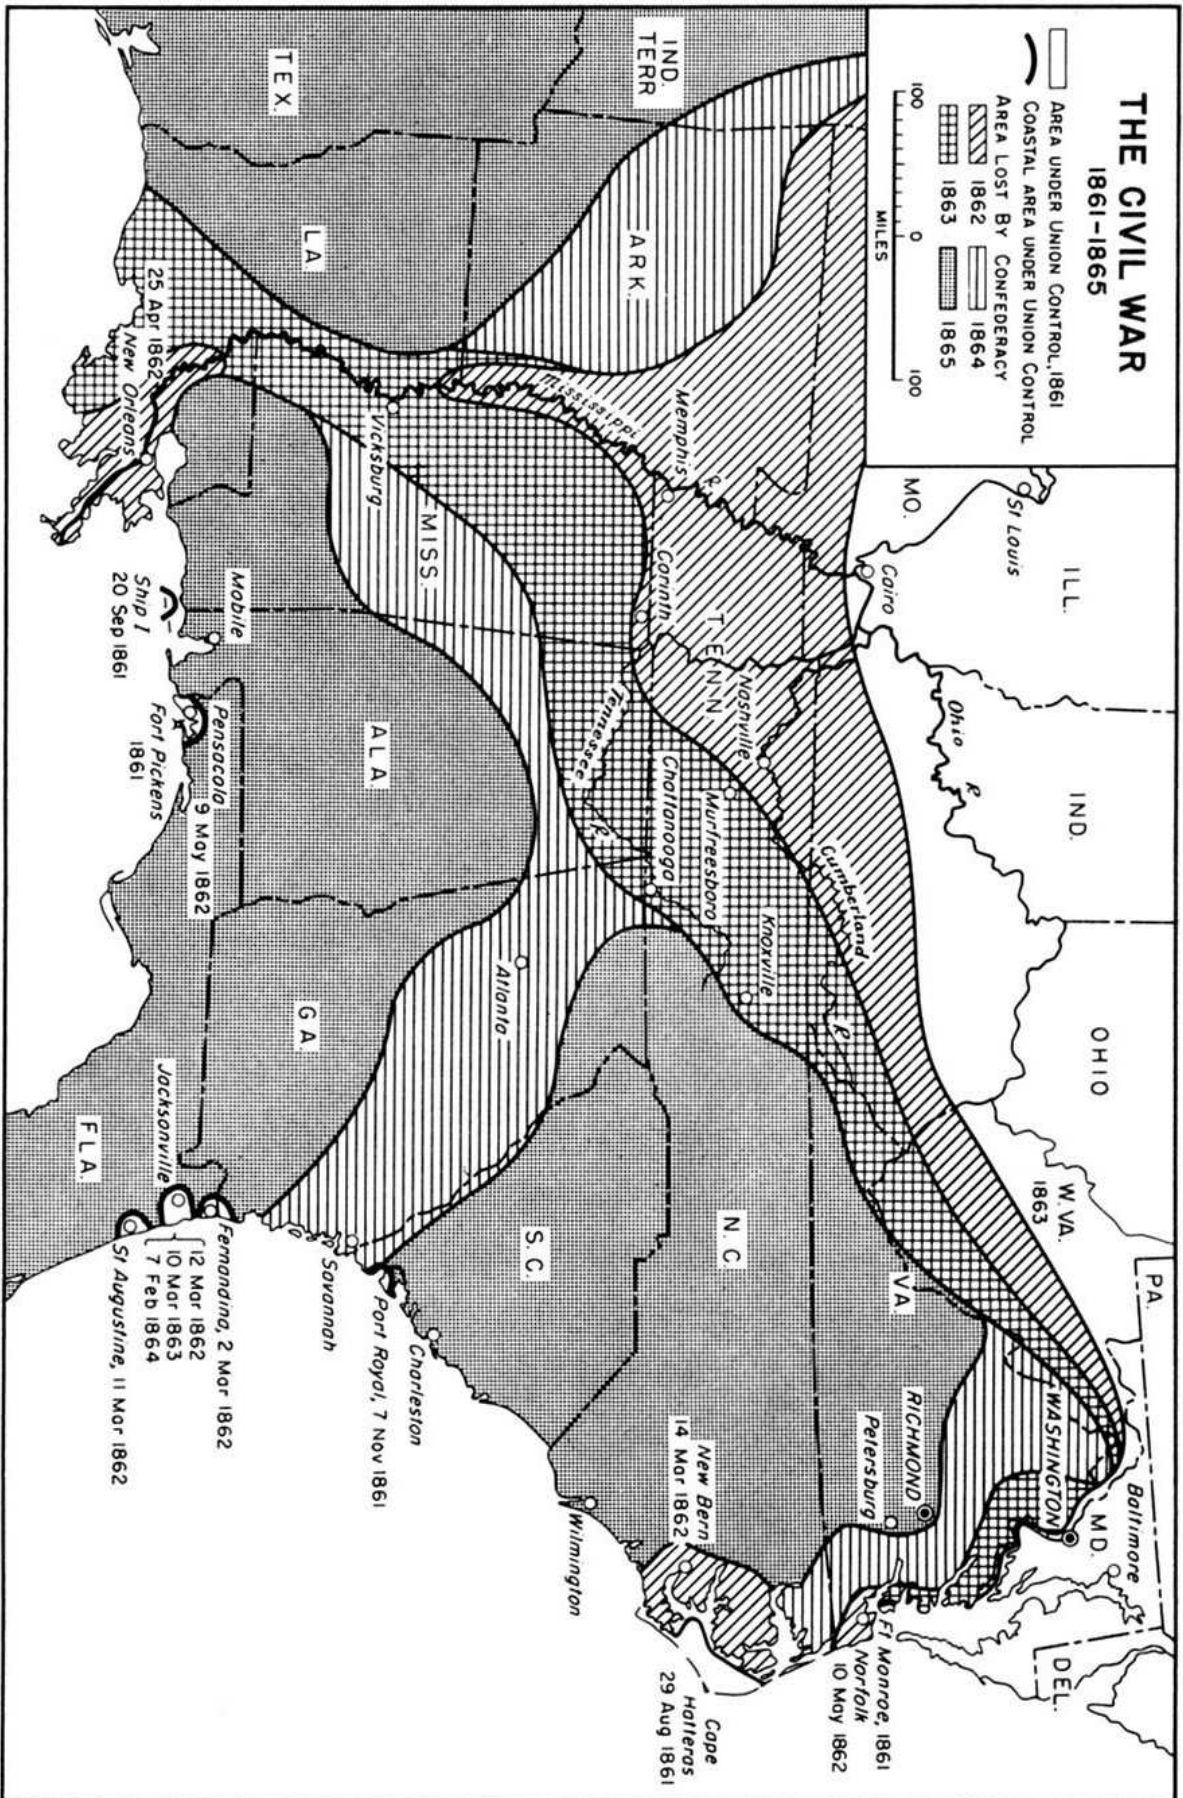 THE CIVIL WAR
1861-1865
AREA UNDER UNION CONTROL, 1861
COASTAL AREA UNDER UNION CONTROL
AREA LOST BY CONFEDERACY
1862
1864
1863
1865
100
0
100
MILES
St Louis
ILL.
IND.
OHIO
PA.
W. VA.
1863
MO.
Cairo
Ohio R
Baltimore
MD.
DEL.
WASHINGTON
IND.
TERR
ARK.
Mississippi R
Memphis
Corinth
TENN
Nashville
Murfreesboro
Cumberland R
Knoxville
Chattanooga
Tennessee R
VA.
RICHMOND
Petersburg
Ft Monroe, 1861
Norfolk
10 May 1862
N. C.
New Bern
14 Mar 1862
Cape
Hatteras
29 Aug 1861
Wilmington
S. C.
Charleston
Port Royal, 7 Nov 1861
Savannah
Atlanta
GA.
ALA.
MISS.
Vicksburg
LA.
TEX.
25 Apr 1862
New Orleans
Mobile
Ship I
20 Sep 1861
Pensacola
9 May 1862
Fort Pickens
1861
Jacksonville
FLA.
Fernandina, 2 Mar 1862
12 Mar 1862
10 Mar 1863
7 Feb 1864
St Augustine, 11 Mar 1862